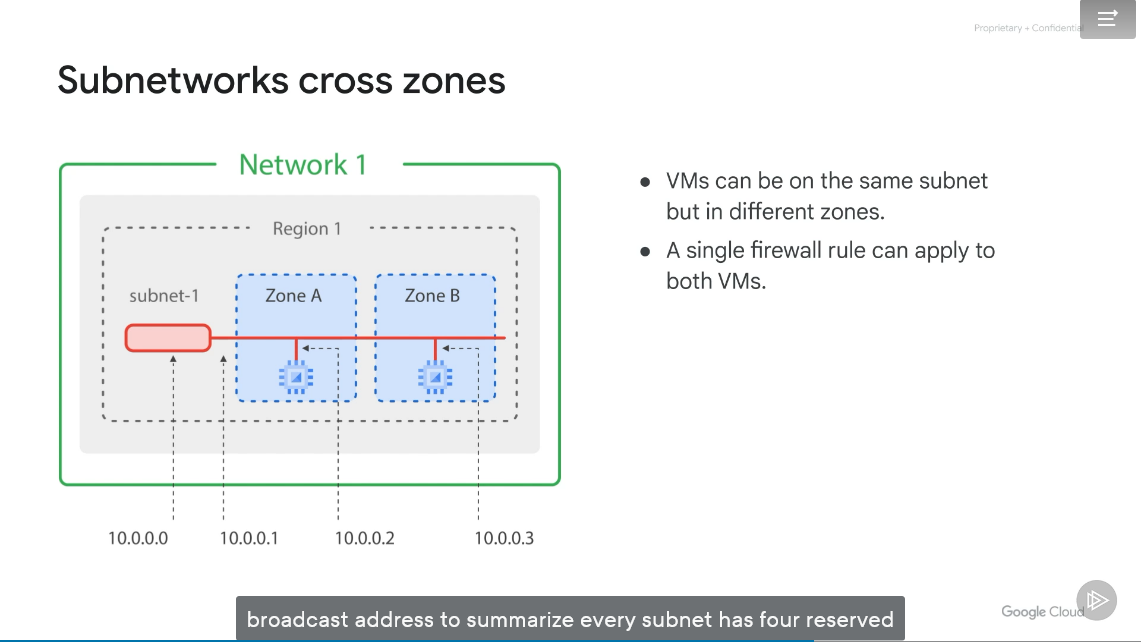 Proprietary + Confidential
Subnetworks cross zones
Network 1
Region 1
subnet-1
Zone A
Zone B
10.0.0.0
10.0.0.1
10.0.0.2
10.0.0.3
VMs can be on the same subnet
but in different zones.
A single firewall rule can apply to
both VMs.
broadcast address to summarize every subnet has four reserved
Google Cloud